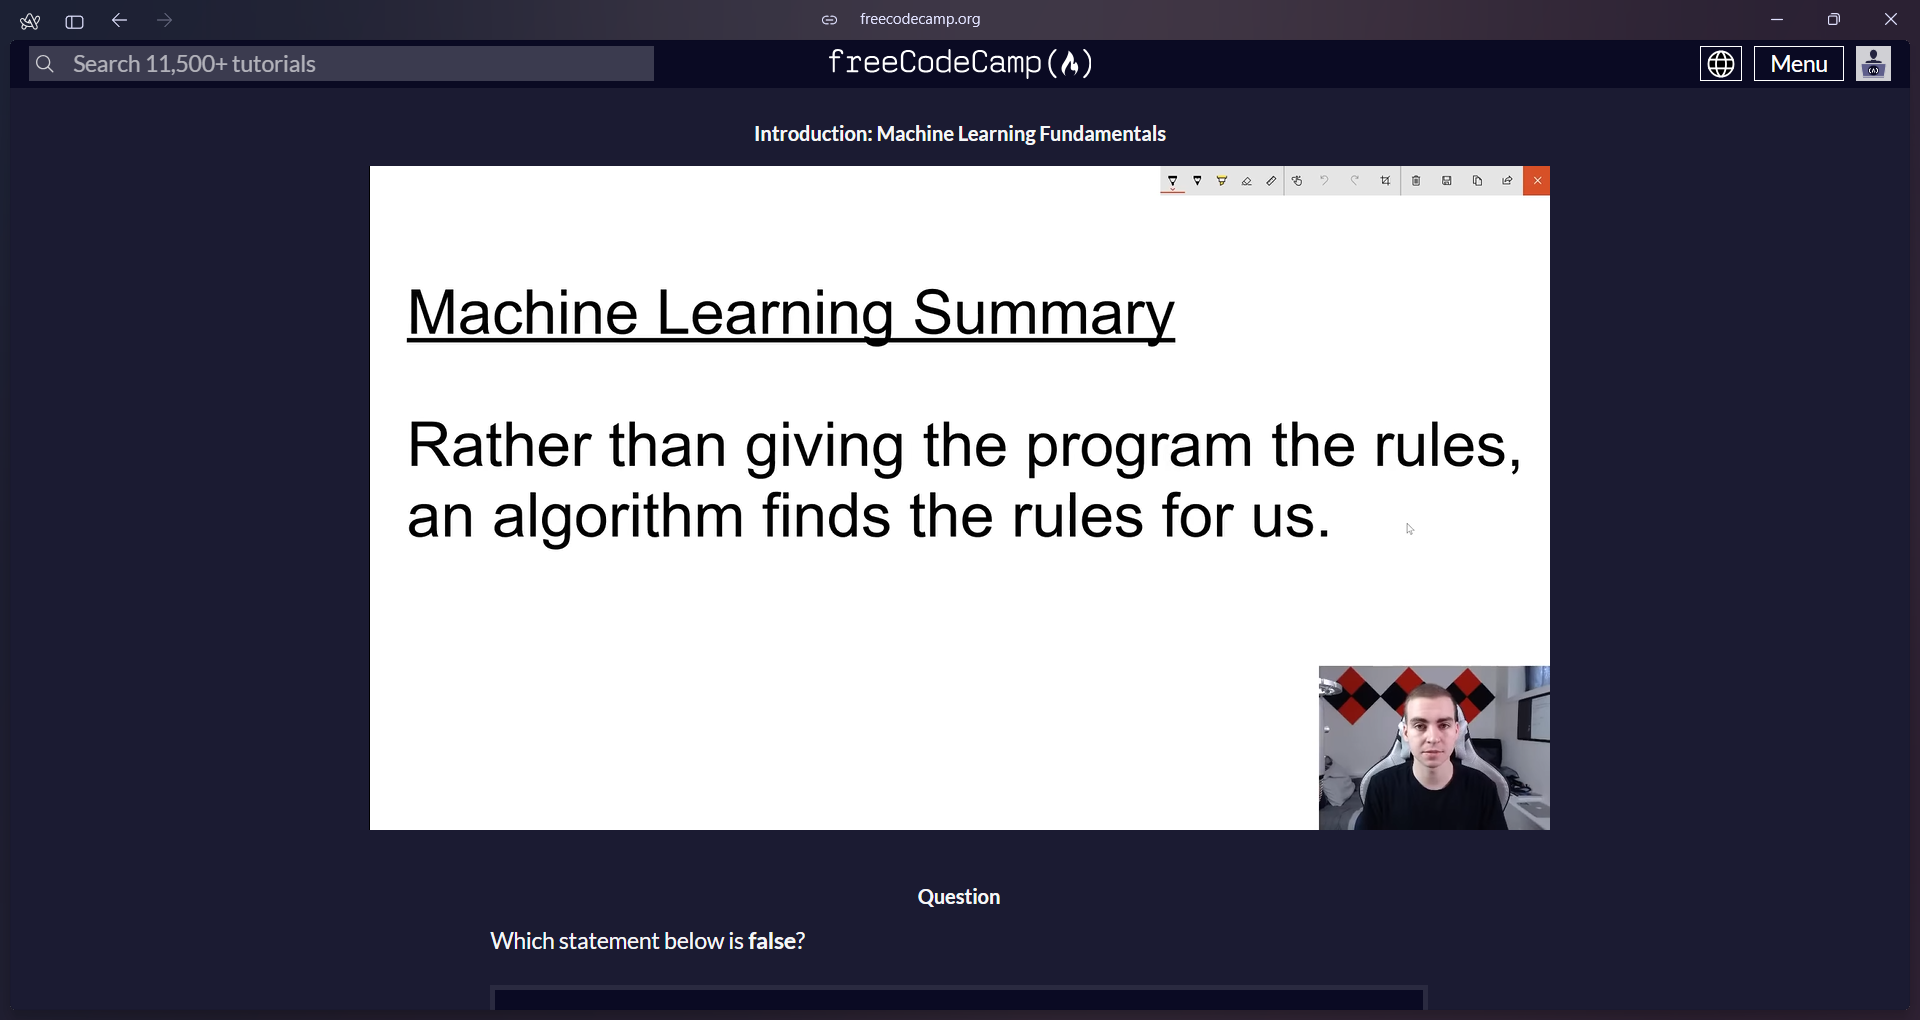 freecodecamp.org
Search 11,500+ tutorials
freeCodeCamp(🔥)
Menu
Introduction: Machine Learning Fundamentals
Machine Learning Summary
Rather than giving the program the rules,
an algorithm finds the rules for us.
Question
Which statement below is false?